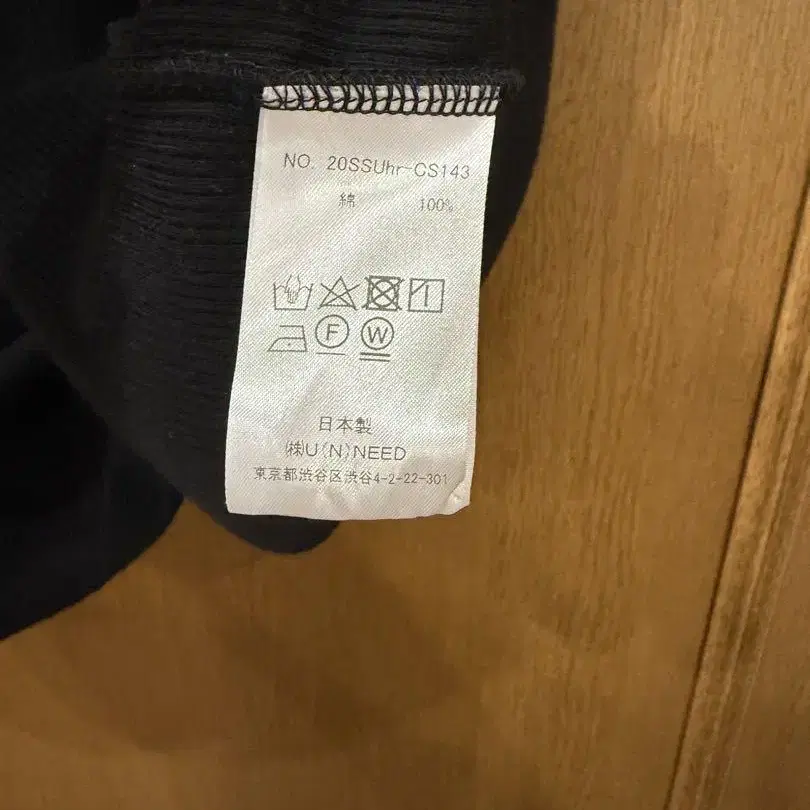 NO. 20SSUhr-CS143
綿 100%
F W
日本製
㈱U(N)NEED
東京都渋谷区渋谷4-2-22-301